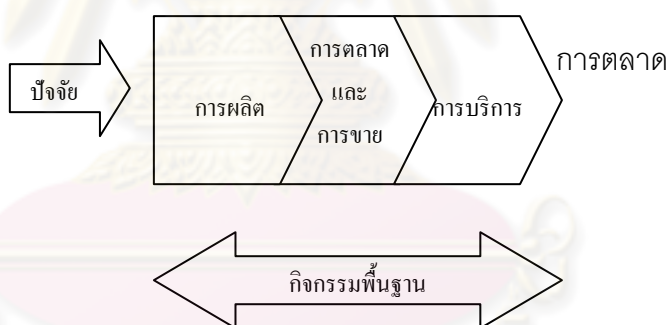 ปัจจัย
การผลิต
การตลาด
และ
การขาย
การบริการ
การตลาด
กิจกรรมพื้นฐาน